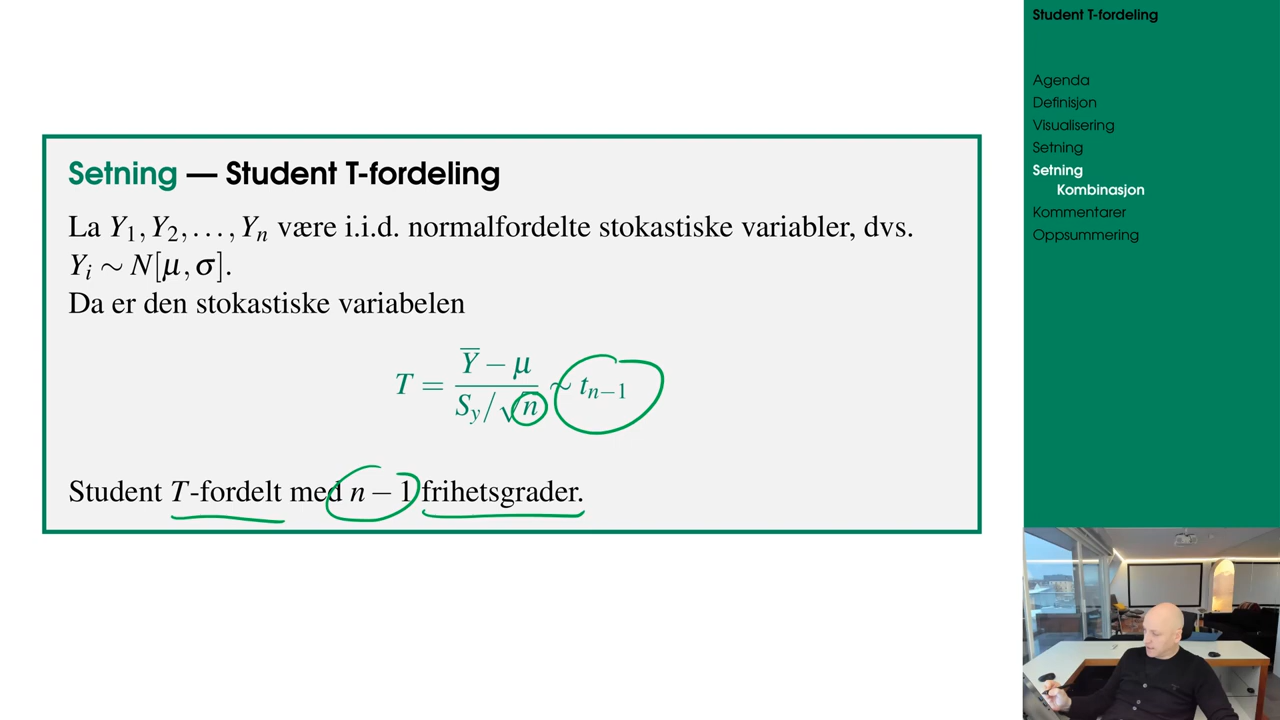 Setning — Student T-fordeling
La Y₁, Y₂, ..., Yₙ være i.i.d. normalfordelte stokastiske variabler, dvs.
Yᵢ ∼ N[μ, σ].
Da er den stokastiske variabelen
T = (Y̅ − μ) / (S_y/√n) ∼ tₙ₋₁
Student T-fordelt med n − 1 frihetsgrader.
Student T-fordeling
Agenda
Definisjon
Visualisering
Setning
Setning
Kombinasjon
Kommentarer
Oppsummering